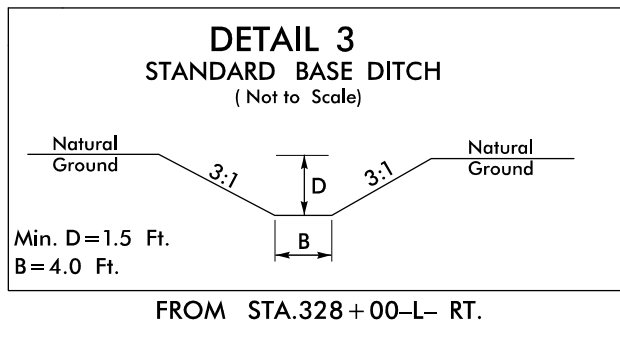 DETAIL 3
STANDARD BASE DITCH
( Not to Scale)
Natural
Ground
3:1
D
3:1
Natural
Ground
Min. D=1.5 Ft.
B=4.0 Ft.
B
FROM STA.328+00-L- RT.